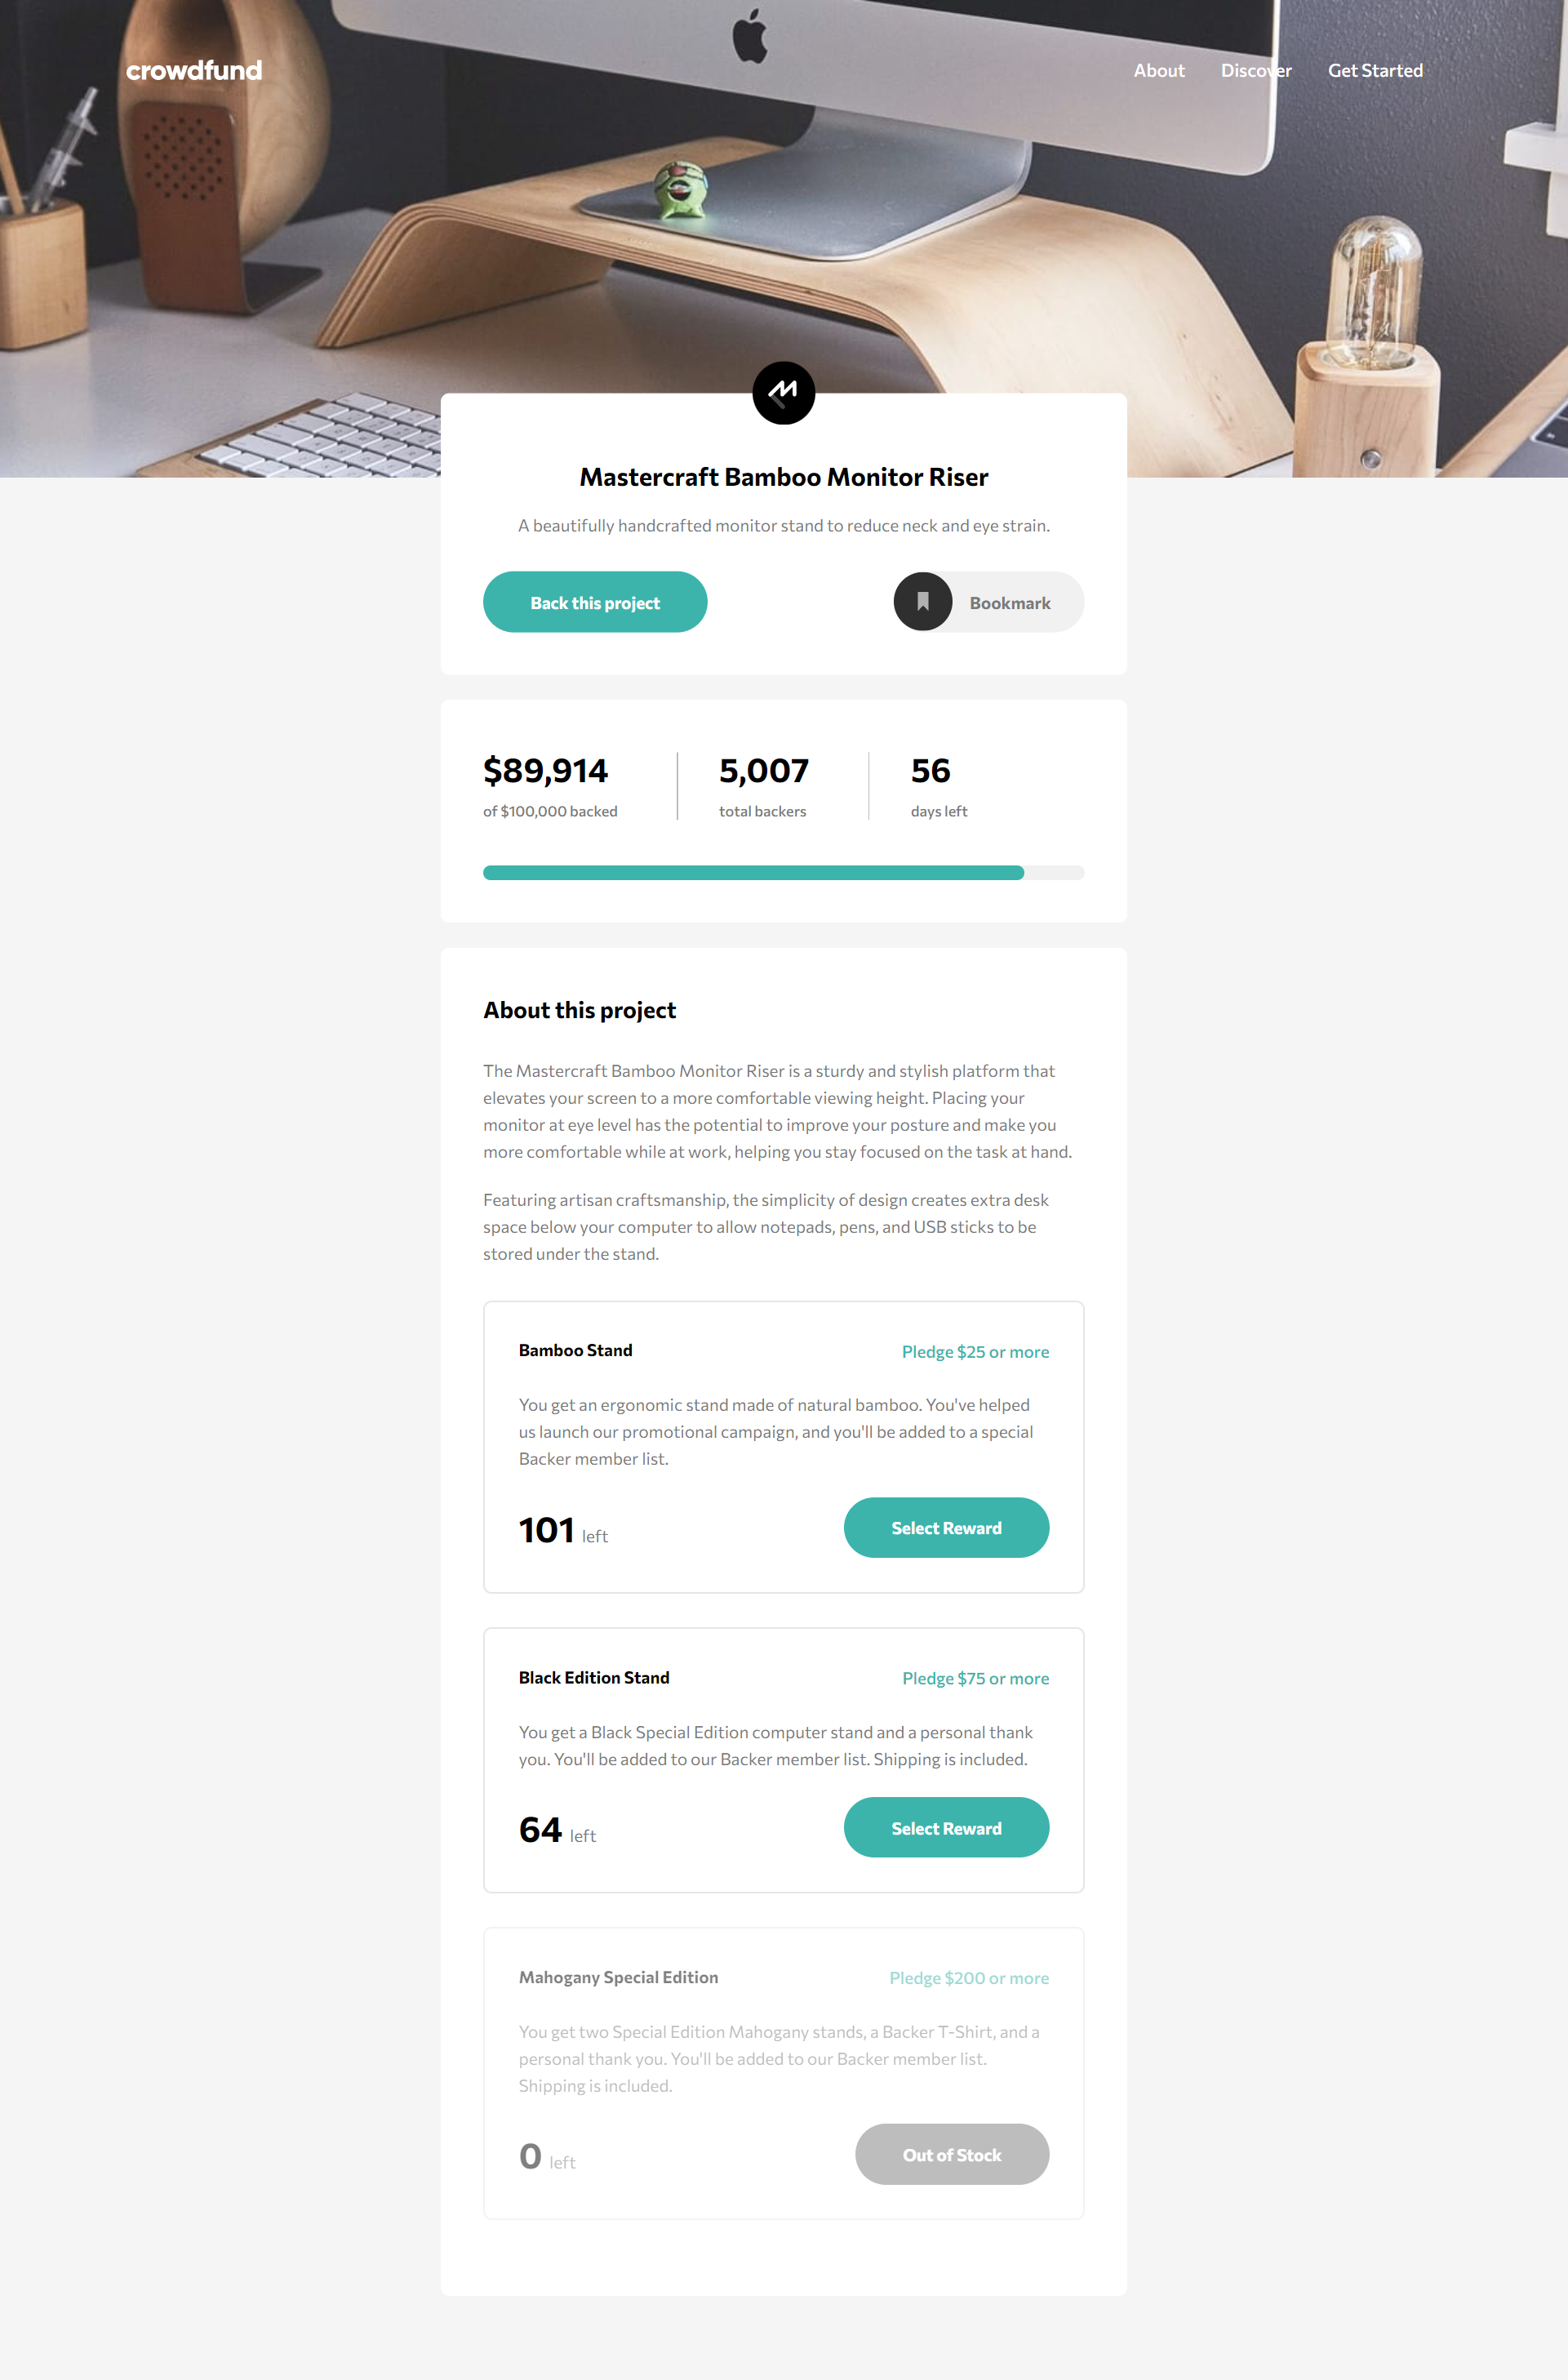 crowdfund
About Discover Get Started
Mastercraft Bamboo Monitor Riser
A beautifully handcrafted monitor stand to reduce neck and eye strain.
Back this project
Bookmark
$89,914
of $100,000 backed
5,007
total backers
56
days left
About this project
The Mastercraft Bamboo Monitor Riser is a sturdy and stylish platform that
elevates your screen to a more comfortable viewing height. Placing your
monitor at eye level has the potential to improve your posture and make you
more comfortable while at work, helping you stay focused on the task at hand.
Featuring artisan craftsmanship, the simplicity of design creates extra desk
space below your computer to allow notepads, pens, and USB sticks to be
stored under the stand.
Bamboo Stand
Pledge $25 or more
You get an ergonomic stand made of natural bamboo. You've helped
us launch our promotional campaign, and you'll be added to a special
Backer member list.
101 left
Select Reward
Black Edition Stand
Pledge $75 or more
You get a Black Special Edition computer stand and a personal thank
you. You'll be added to our Backer member list. Shipping is included.
64 left
Select Reward
Mahogany Special Edition
Pledge $200 or more
You get two Special Edition Mahogany stands, a Backer T-Shirt, and a
personal thank you. You'll be added to our Backer member list.
Shipping is included.
0 left
Out of Stock